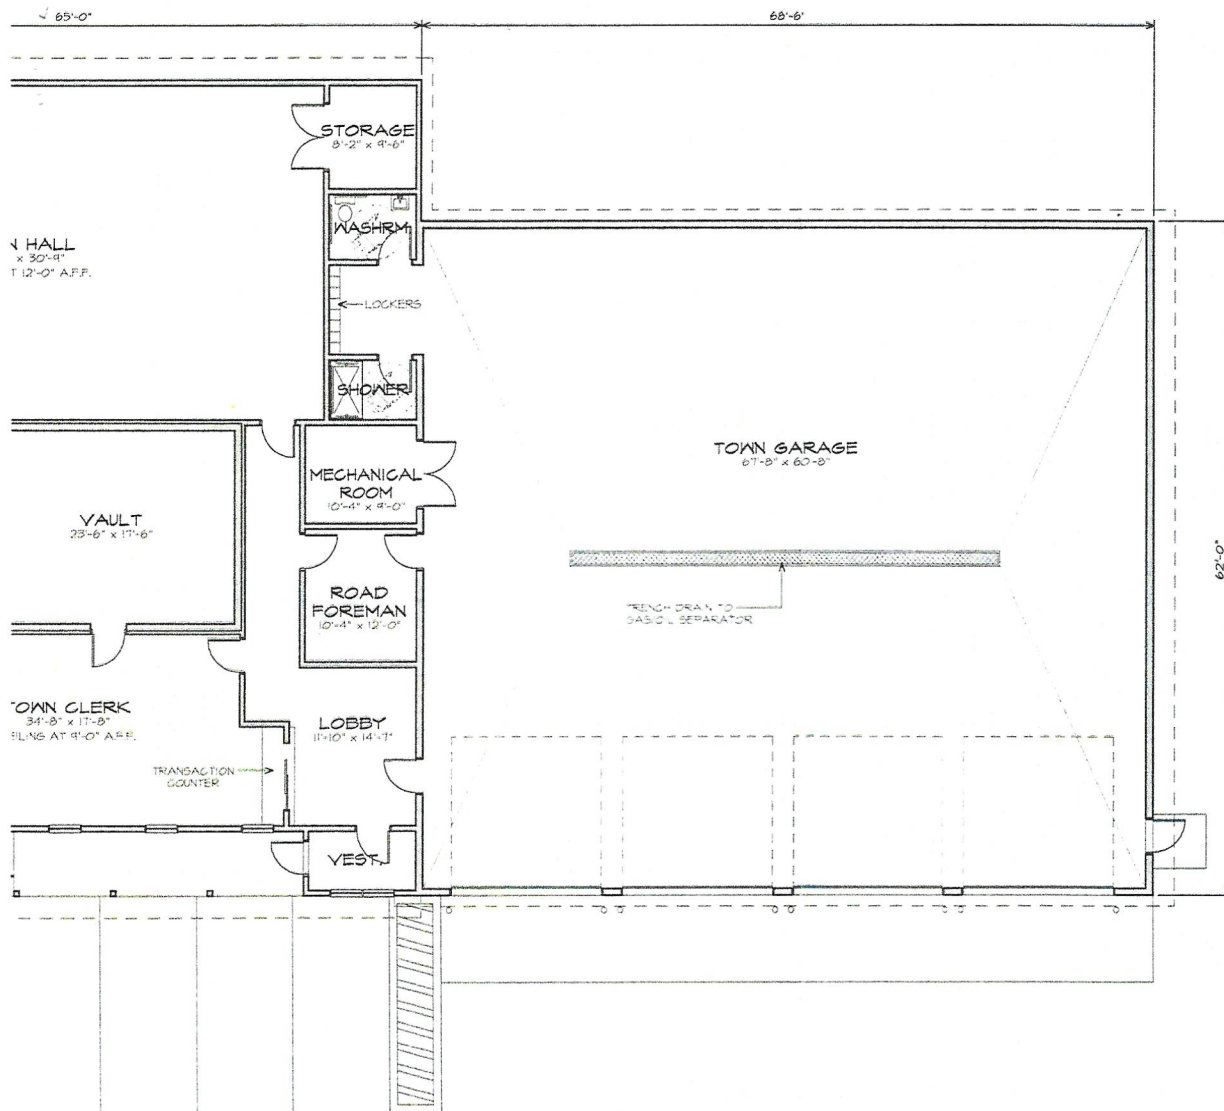 65'-0"
68'-6"
STORAGE
8'-2" x 9'-6"
WASHRM.
N HALL
x 30'-9"
T 12'-0" A.F.F.
LOCKERS
SHOWER
TOWN GARAGE
67'-8" x 60'-8"
MECHANICAL
ROOM
10'-4" x 9'-0"
VAULT
23'-6" x 17'-6"
62'-0"
ROAD
FOREMAN
10'-4" x 12'-0"
TRENCH DRAIN TO
GAS/OIL SEPARATOR
TOWN CLERK
34'-8" x 17'-8"
EILING AT 9'-0" A.F.F.
LOBBY
11'-10" x 14'-7"
TRANSACTION
COUNTER
VEST.